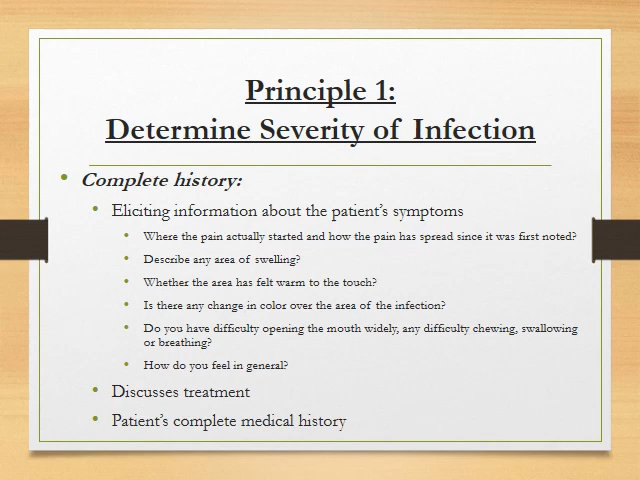 Principle 1:
Determine Severity of Infection
• Complete history:
• Eliciting information about the patient’s symptoms
• Where the pain actually started and how the pain has spread since it was first noted?
• Describe any area of swelling?
• Whether the area has felt warm to the touch?
• Is there any change in color over the area of the infection?
• Do you have difficulty opening the mouth widely, any difficulty chewing, swallowing
or breathing?
• How do you feel in general?
• Discusses treatment
• Patient’s complete medical history